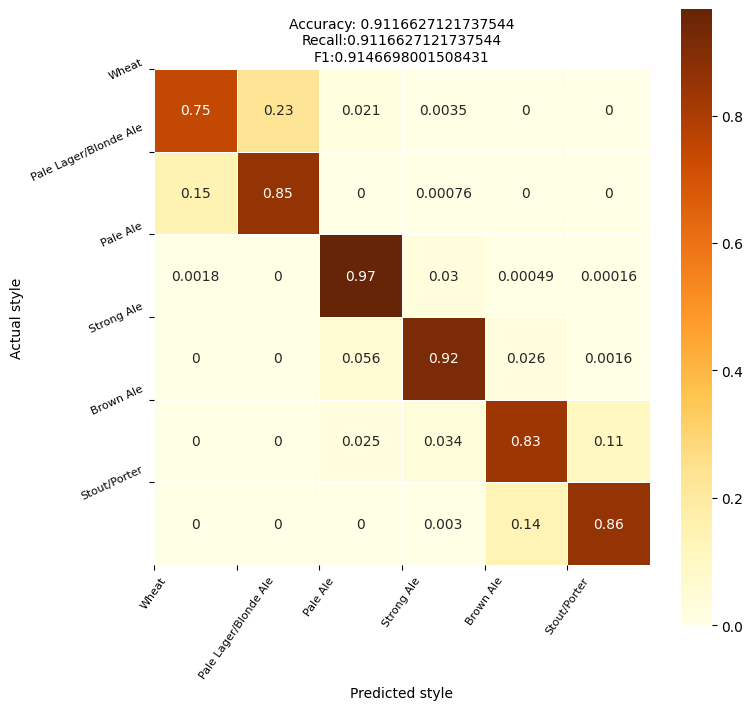 Accuracy: 0.9116627121737544
Recall:0.9116627121737544
F1:0.9146698001508431
Wheat
0.75 0.23 0.021 0.0035 0 0
Pale Lager/Blonde Ale
0.15 0.85 0 0.00076 0 0
Pale Ale
0.0018 0 0.97 0.03 0.00049 0.00016
Strong Ale
0 0 0.056 0.92 0.026 0.0016
Brown Ale
0 0 0.025 0.034 0.83 0.11
Stout/Porter
0 0 0 0.003 0.14 0.86
Actual style
Wheat
Pale Lager/Blonde Ale
Pale Ale
Strong Ale
Brown Ale
Stout/Porter
Predicted style
0.8
0.6
0.4
0.2
0.0